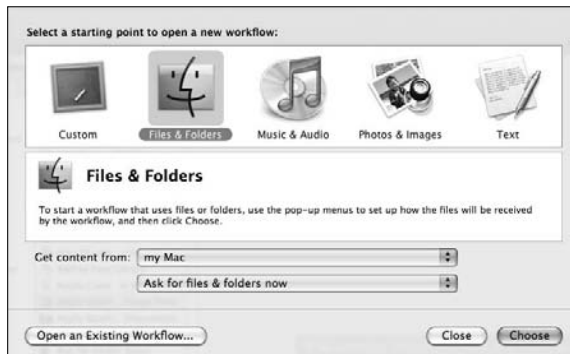 Select a starting point to open a new workflow:
Custom
Files & Folders
Music & Audio
Photos & Images
Text
Files & Folders
To start a workflow that uses files or folders, use the pop-up menus to set up how the files will be received
by the workflow, and then click Choose.
Get content from: my Mac
Ask for files & folders now
Open an Existing Workflow...
Close
Choose